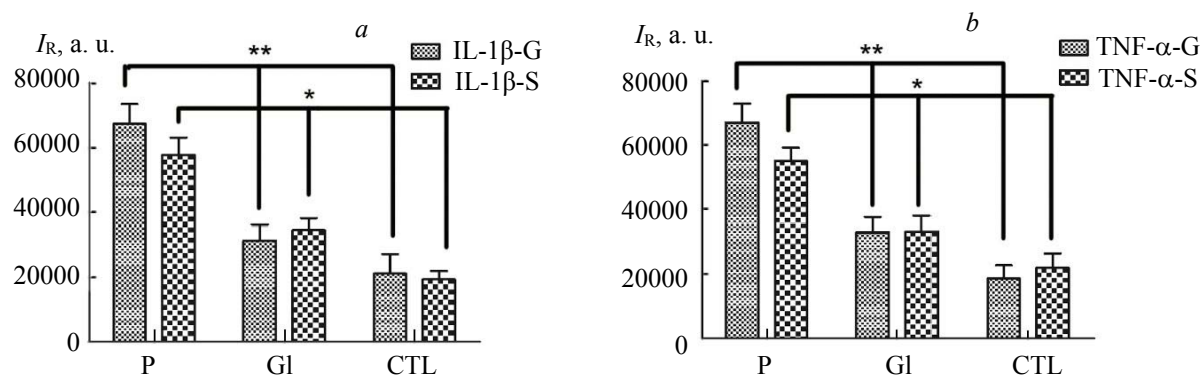 a
I_R, a. u.
IL-1β-G
IL-1β-S
**
*
80000
60000
40000
20000
0
P Gl CTL
b
I_R, a. u.
TNF-α-G
TNF-α-S
**
*
80000
60000
40000
20000
0
P Gl CTL